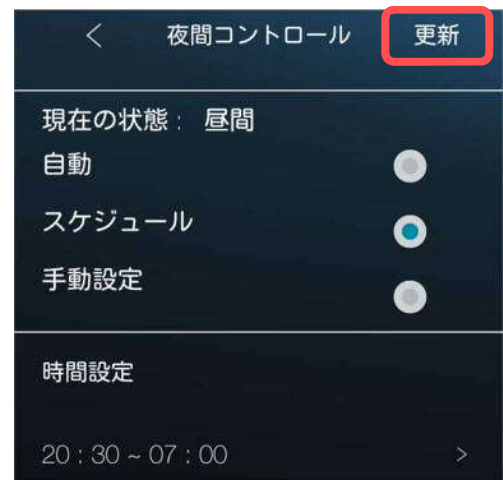 < 夜間コントロール 更新
現在の状態： 昼間
自動
スケジュール
手動設定
時間設定
20 : 30 ~ 07 : 00 >